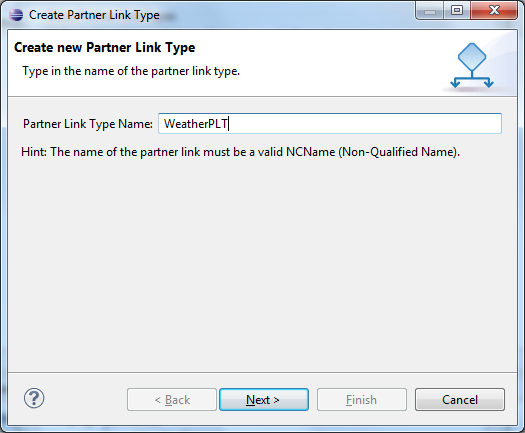 Create Partner Link Type
Create new Partner Link Type
Type in the name of the partner link type.
Partner Link Type Name: WeatherPLT
Hint: The name of the partner link must be a valid NCName (Non-Qualified Name).
? < Back Next > Finish Cancel